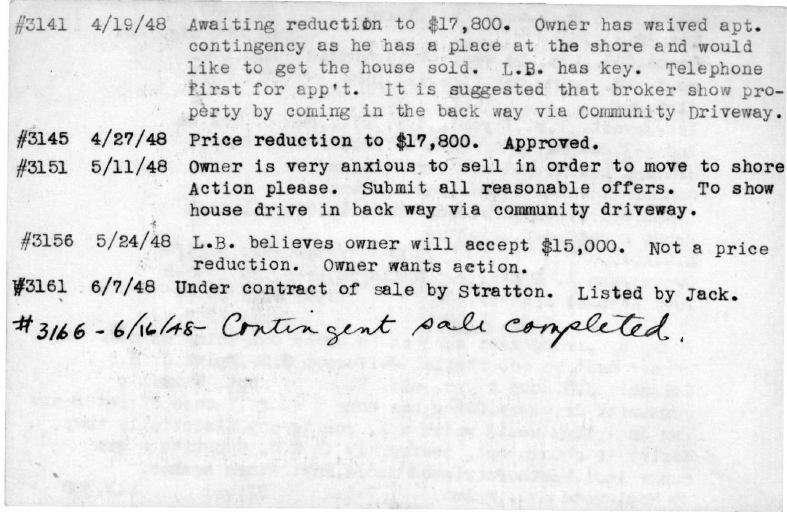 #3141 4/19/48 Awaiting reduction to $17,800. Owner has waived apt.
contingency as he has a place at the shore and would
like to get the house sold. L.B. has key. Telephone
first for app't. It is suggested that broker show pro-
perty by coming in the back way via Community Driveway.
#3145 4/27/48 Price reduction to $17,800. Approved.
#3151 5/11/48 Owner is very anxious to sell in order to move to shore
Action please. Submit all reasonable offers. To show
house drive in back way via community driveway.
#3156 5/24/48 L.B. believes owner will accept $15,000. Not a price
reduction. Owner wants action.
#3161 6/7/48 Under contract of sale by Stratton. Listed by Jack.
#3166 - 6/16/48 - Contingent sale completed.